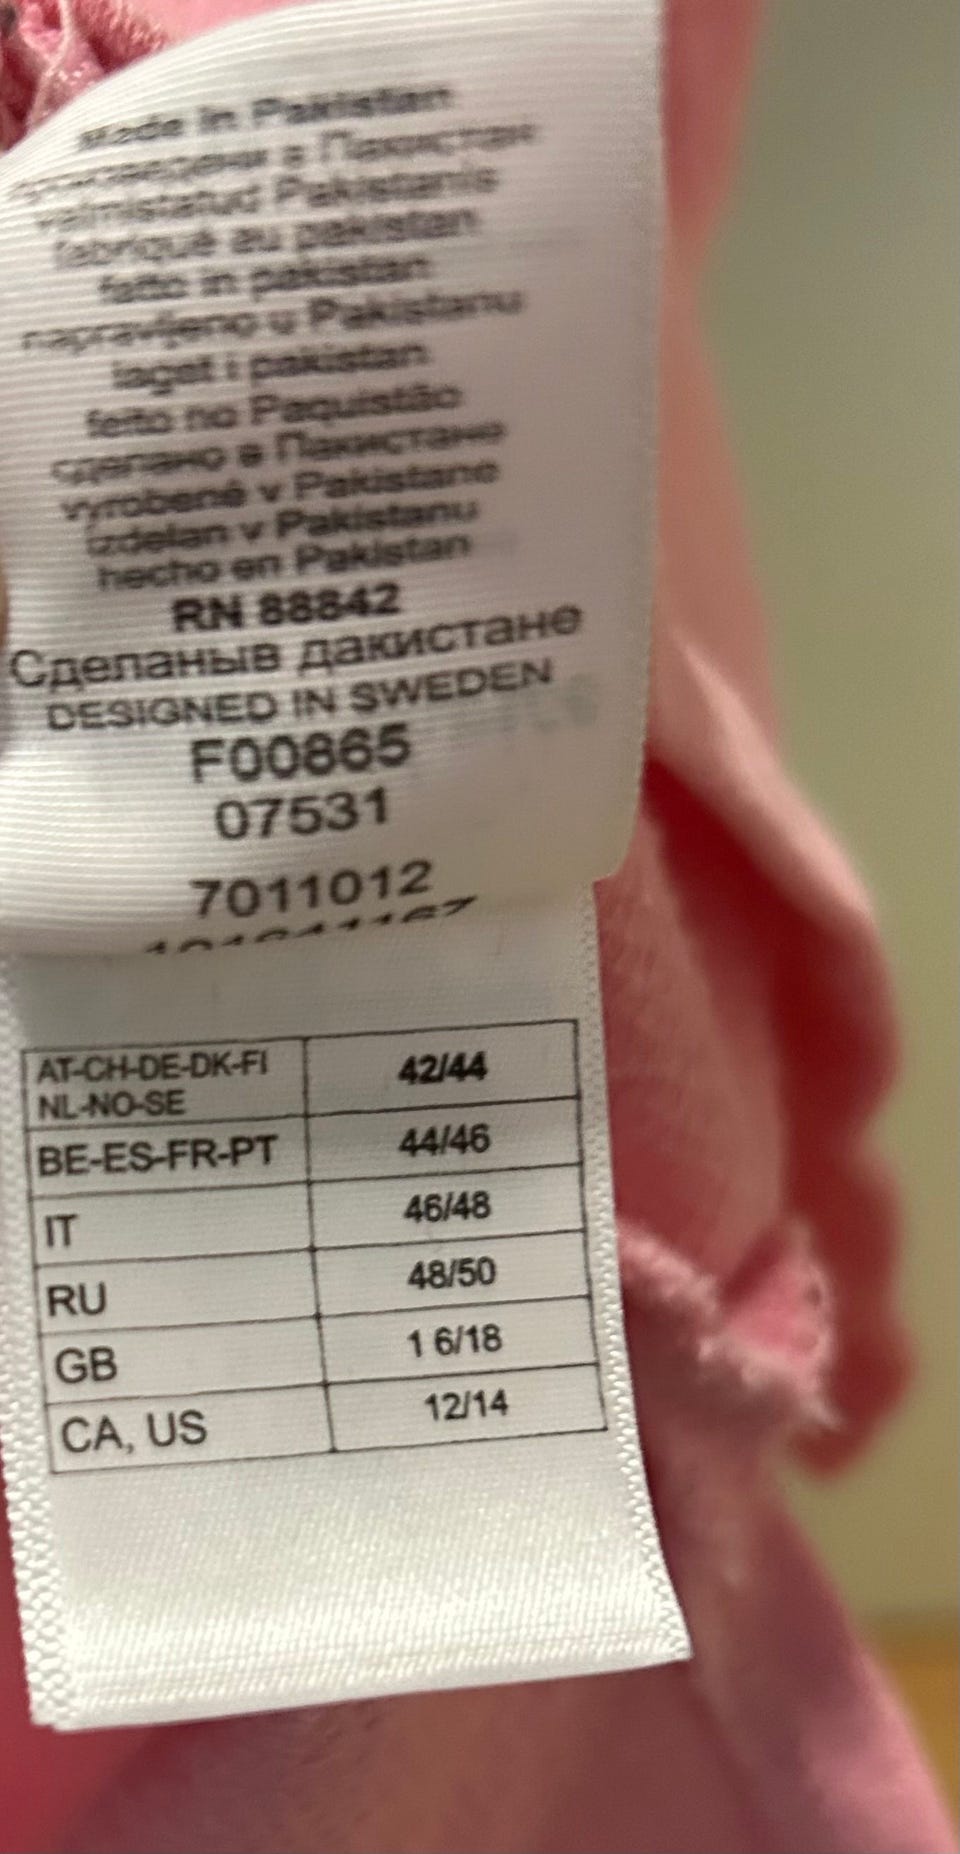 Made in Pakistan
произведени в Пакистан
valmistatud Pakistanis
fabriqué au pakistan
fatto in pakistan
napravljeno u Pakistanu
laget i pakistan
feito no Paquistão
сделано в Пакистане
vyrobené v Pakistane
izdelan v Pakistanu
hecho en Pakistan
RN 88842
Сделаныв дакистане
DESIGNED IN SWEDEN
F00865
07531
7011012
AT-CH-DE-DK-FI
NL-NO-SE 42/44
BE-ES-FR-PT 44/46
IT 46/48
RU 48/50
GB 1 6/18
CA, US 12/14